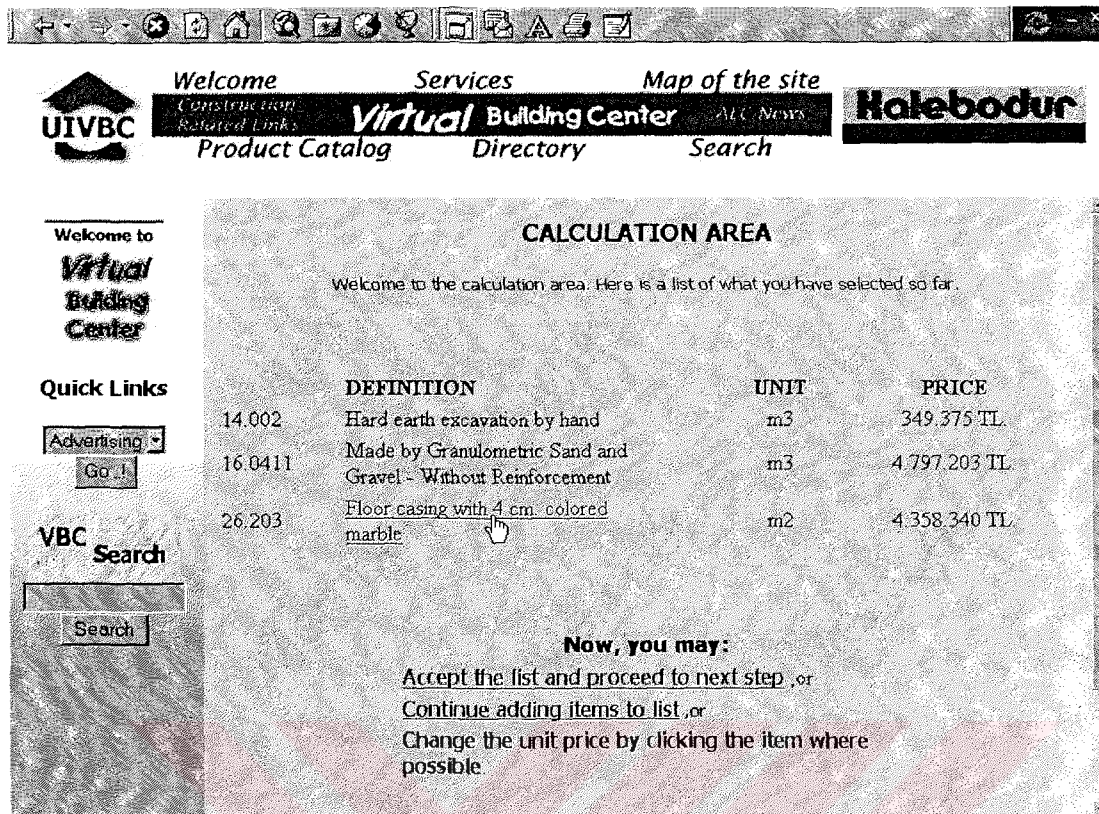 Welcome Services Map of the site
Construction Related Links Virtual Building Center AEC News
UIVBC
Kalebodur
Product Catalog Directory Search
Welcome to
Virtual
Building
Center
Quick Links
Advertising
Go ..!
VBC
Search
Search
CALCULATION AREA
Welcome to the calculation area. Here is a list of what you have selected so far.
DEFINITION UNIT PRICE
14.002 Hard earth excavation by hand m3 349.375 TL.
16.0411 Made by Granulometric Sand and
Gravel - Without Reinforcement m3 4.797.203 TL
26.203 Floor casing with 4 cm. colored
marble m2 4.358.340 TL
Now, you may:
Accept the list and proceed to next step ,or
Continue adding items to list ,or
Change the unit price by clicking the item where
possible.